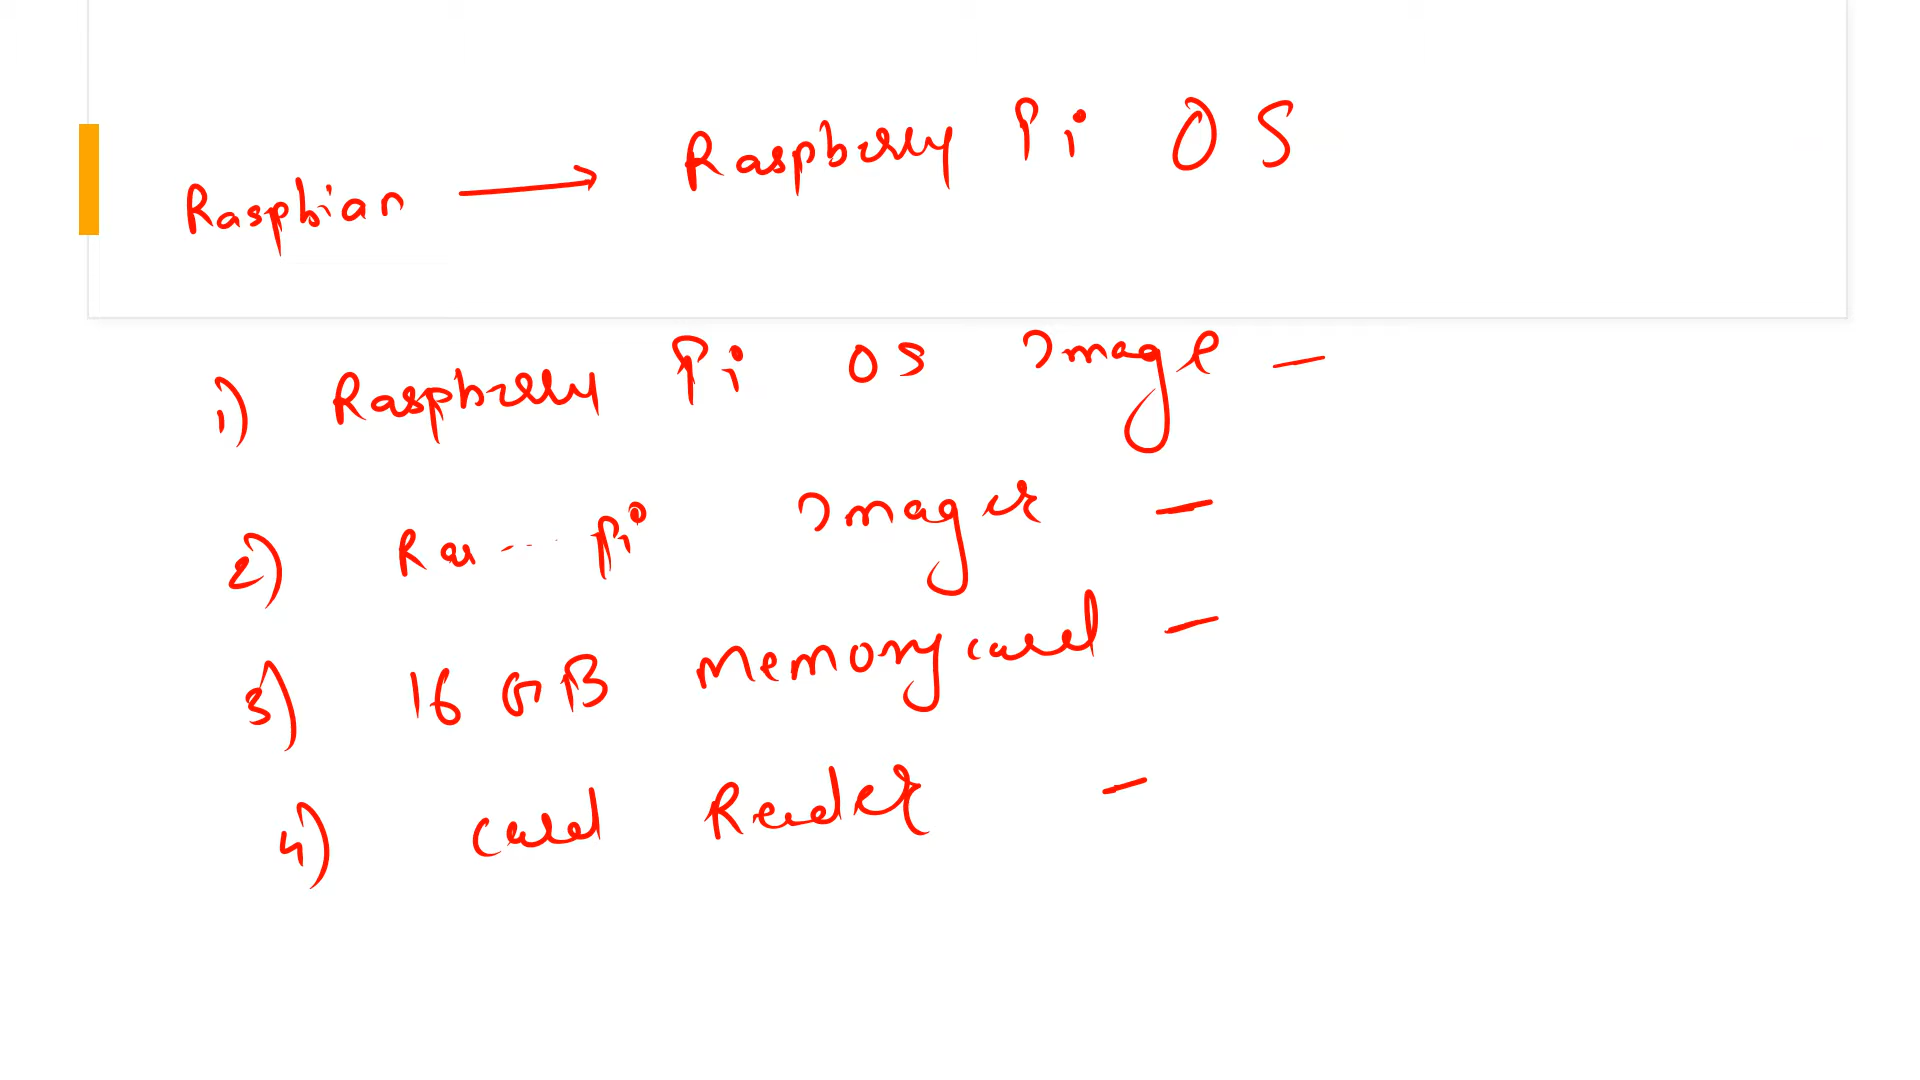 Raspbian → Raspberry Pi OS
1) Raspberry Pi OS Image –
2) Ras... Pi Imager –
3) 16 GB Memory card –
4) Card Reader –